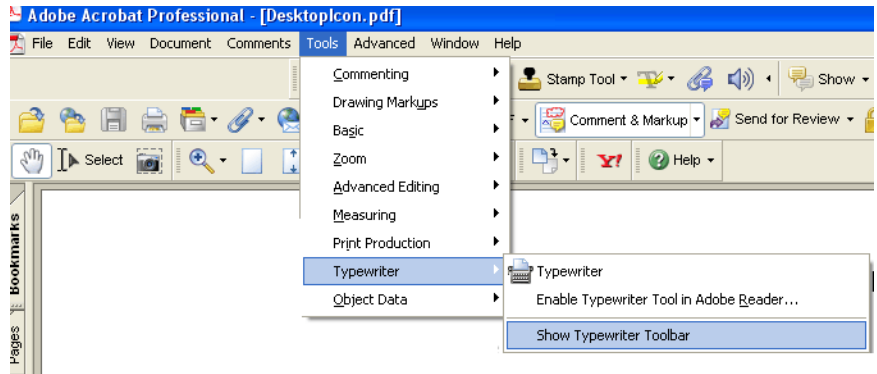 Adobe Acrobat Professional - [DesktopIcon.pdf]
File Edit View Document Comments Tools Advanced Window Help
Commenting
Stamp Tool
Show
Drawing Markups
Basic
Comment & Markup
Send for Review
Select
Zoom
Y!
Help
Advanced Editing
Measuring
Print Production
Typewriter
Typewriter
Object Data
Enable Typewriter Tool in Adobe Reader...
Show Typewriter Toolbar
Bookmarks
Pages